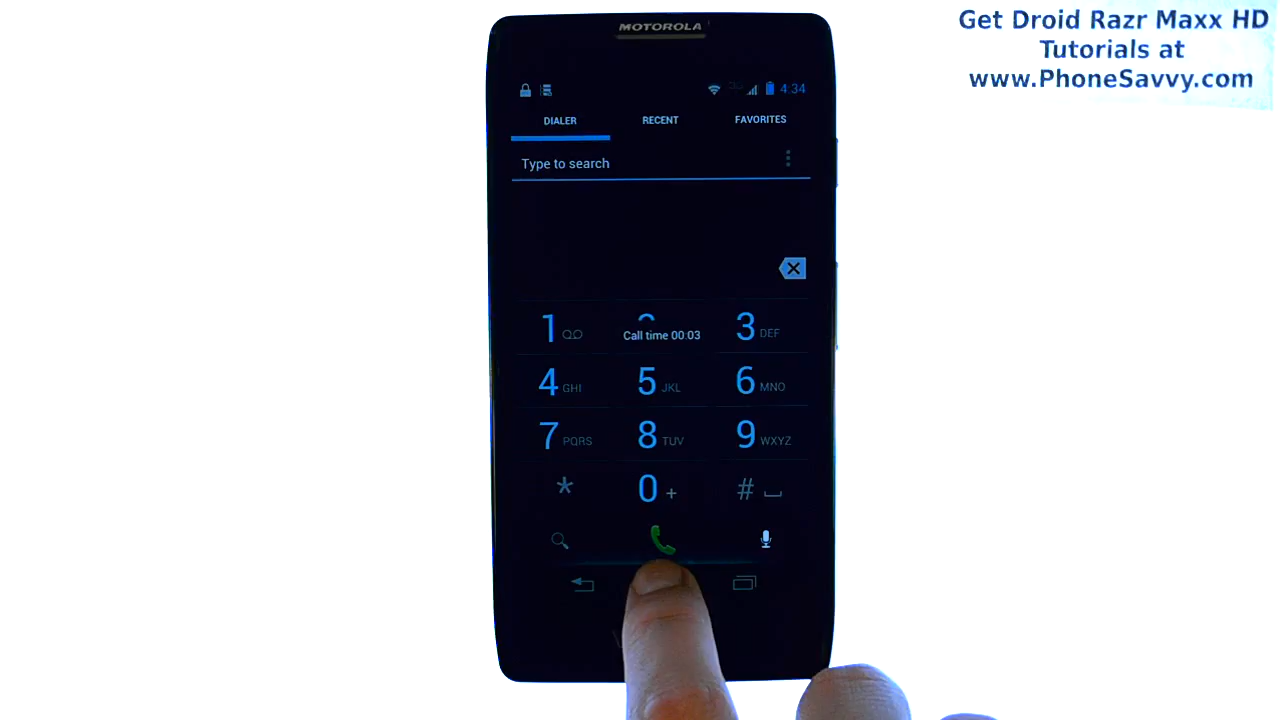 MOTOROLA
Get Droid Razr Maxx HD
Tutorials at
www.PhoneSavvy.com
3G 4:34
DIALER RECENT FAVORITES
Type to search
1 3 DEF
Call time 00:03
4 GHI 5 JKL 6 MNO
7 PQRS 8 TUV 9 WXYZ
* 0 + #